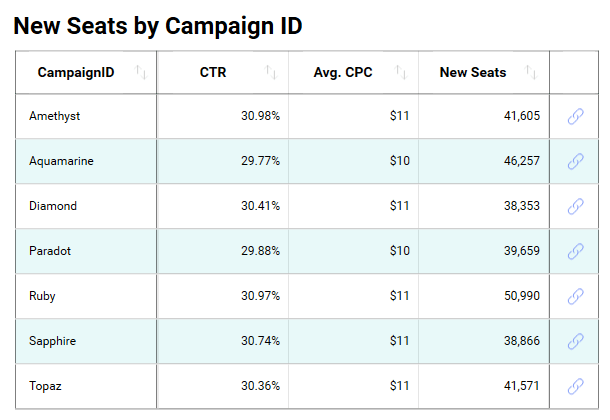 New Seats by Campaign ID
CampaignID CTR Avg. CPC New Seats
Amethyst 30.98% $11 41,605
Aquamarine 29.77% $10 46,257
Diamond 30.41% $11 38,353
Paradot 29.88% $10 39,659
Ruby 30.97% $11 50,990
Sapphire 30.74% $11 38,866
Topaz 30.36% $11 41,571